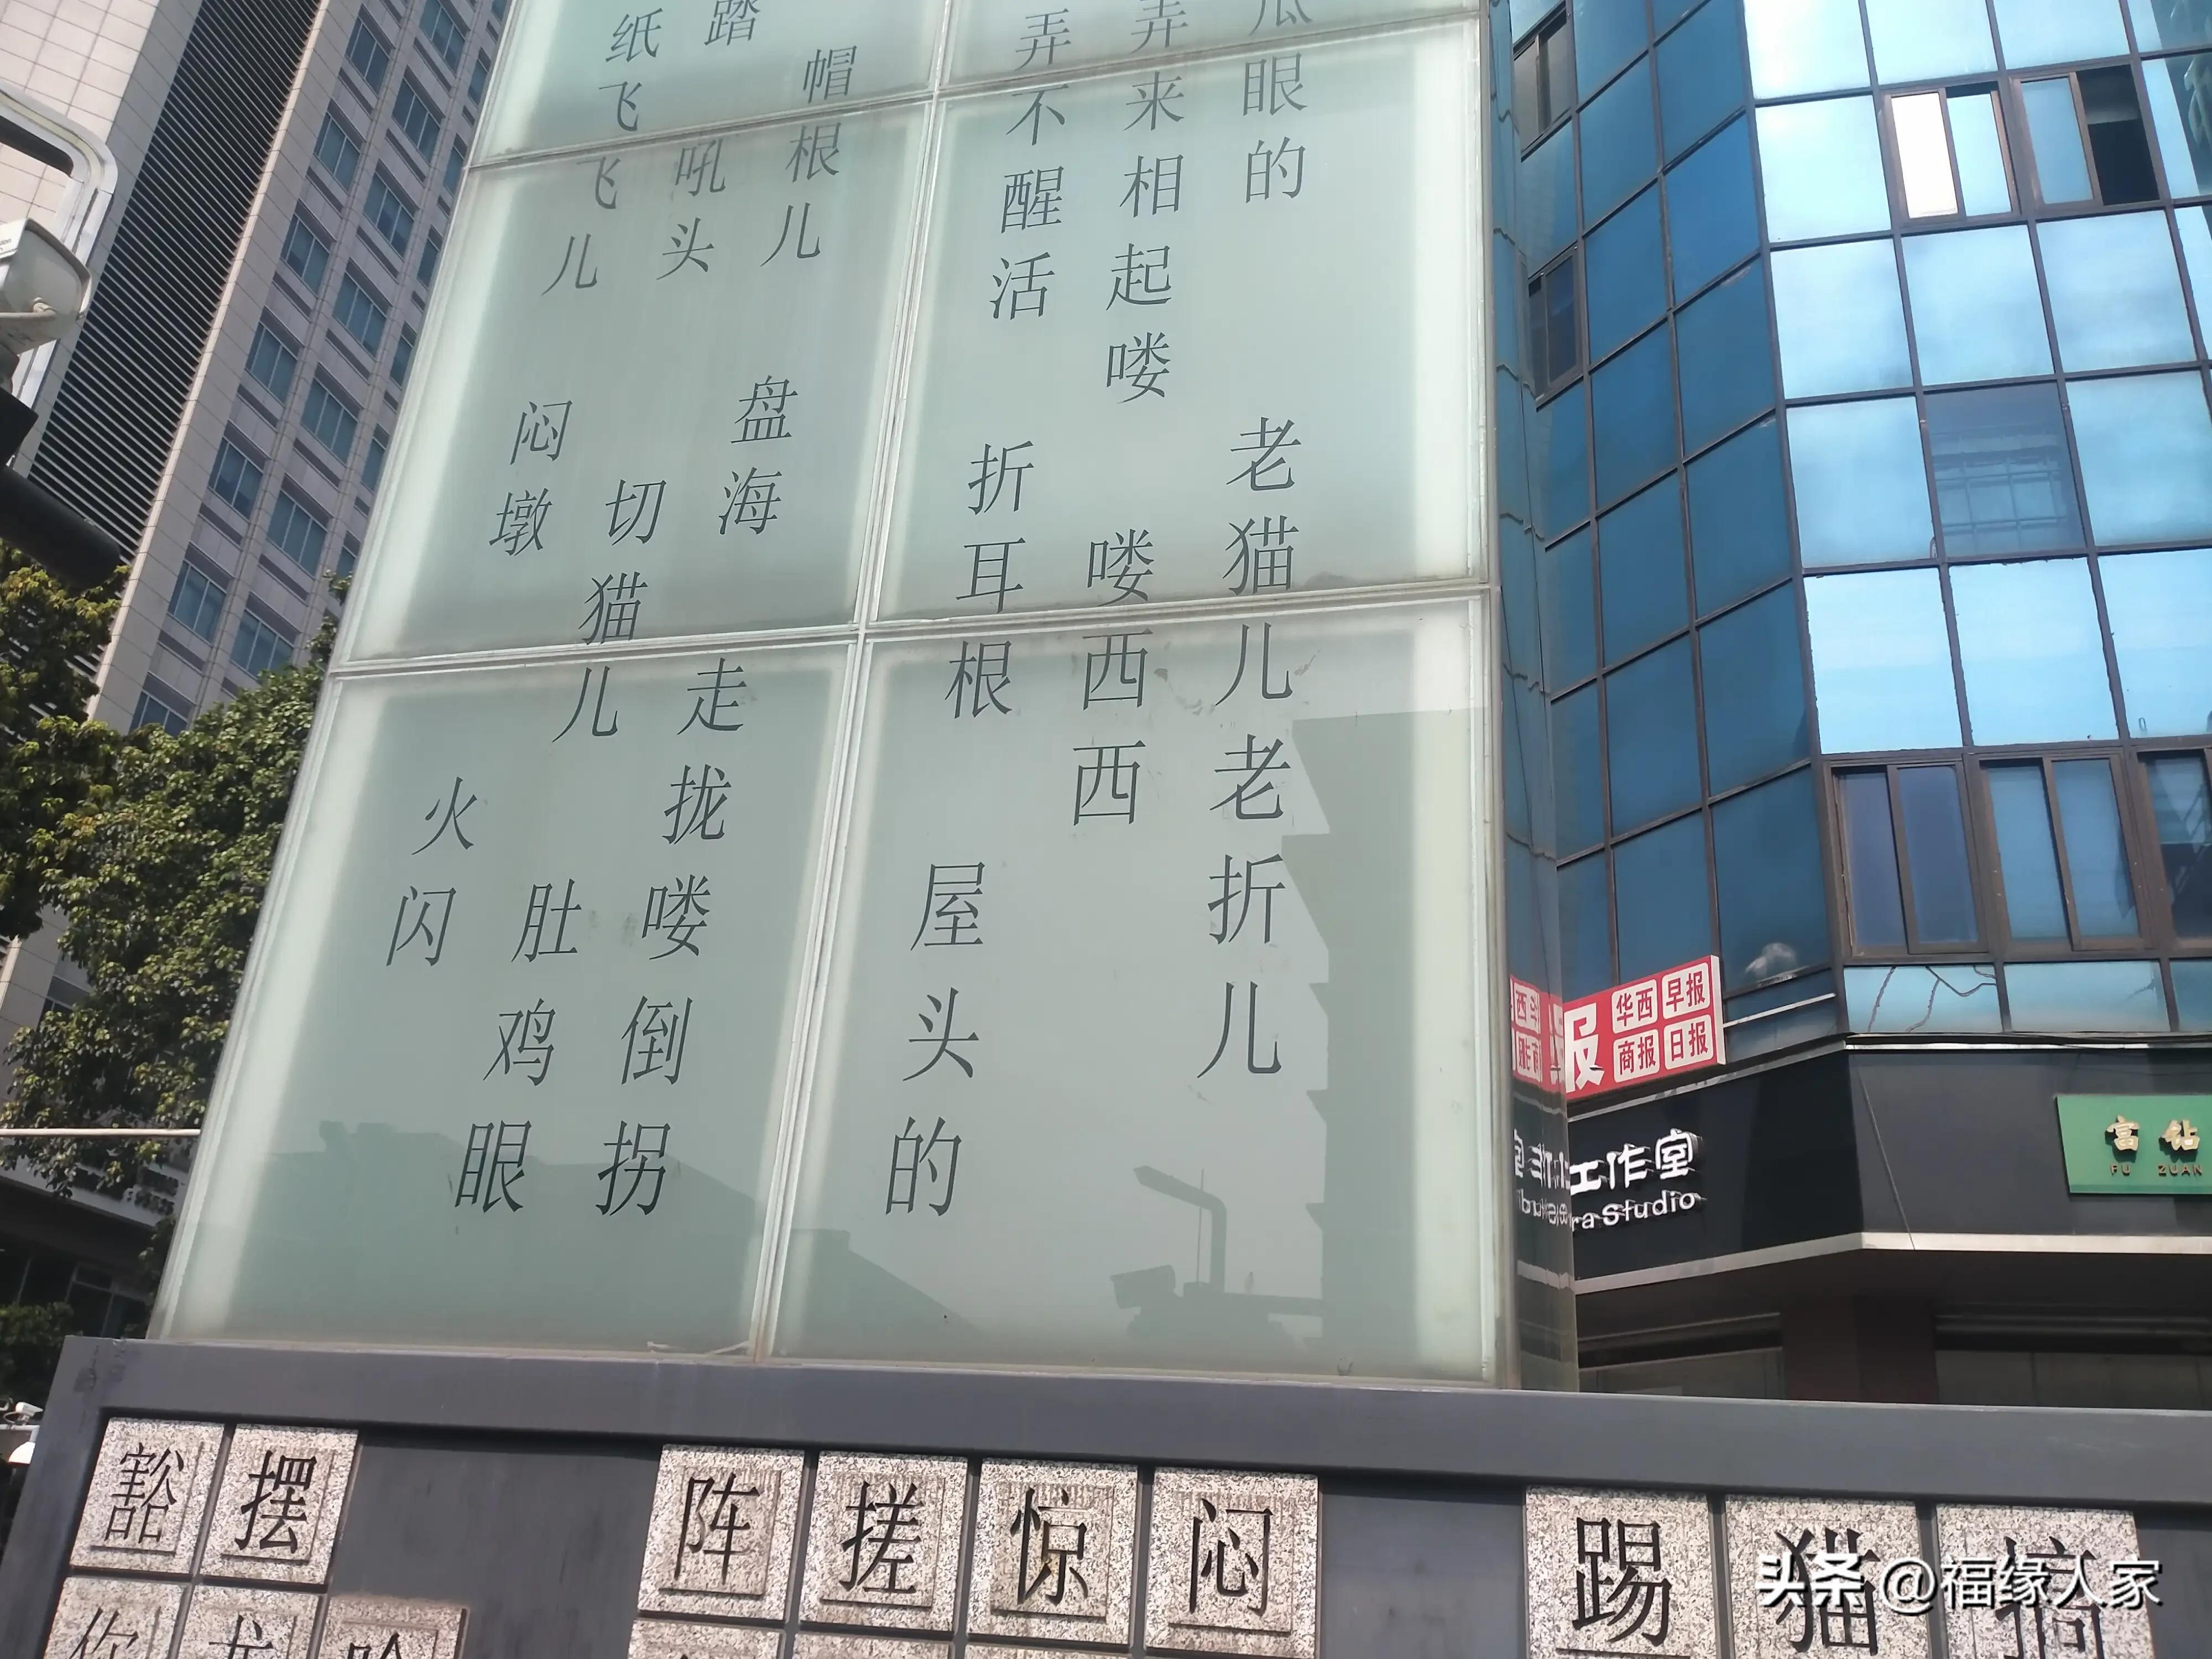 瓜眼的
老猫儿老折儿
弄来相起喽
喽西西
弄不醒活
折耳根
屋头的
帽根儿
盘海
走拢喽倒拐
踏
吼头
切猫儿
肚鸡眼
纸飞飞儿
闷墩
火闪
报
华西 早报
商报 日报
工作室
ra Studio
富钻
FU ZUAN
豁 摆
阵 搓 惊 闷
踢 猫 搞
头条 @福缘人家